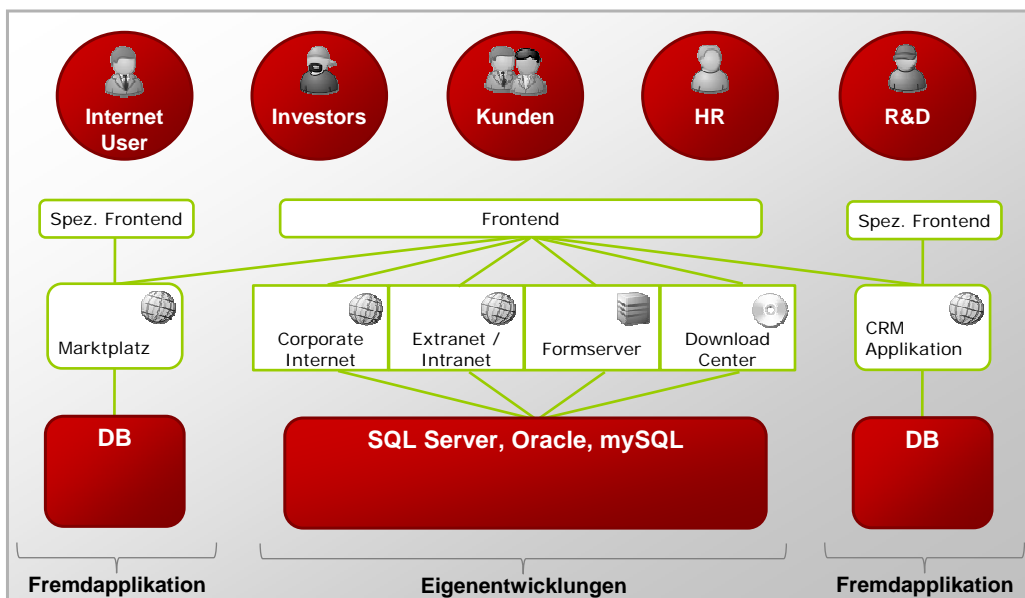 Internet
User
Investors
Kunden
HR
R&D
Spez. Frontend
Frontend
Spez. Frontend
Marktplatz
Corporate
Internet
Extranet /
Intranet
Formserver
Download
Center
CRM
Applikation
DB
SQL Server, Oracle, mySQL
DB
Fremdapplikation
Eigenentwicklungen
Fremdapplikation